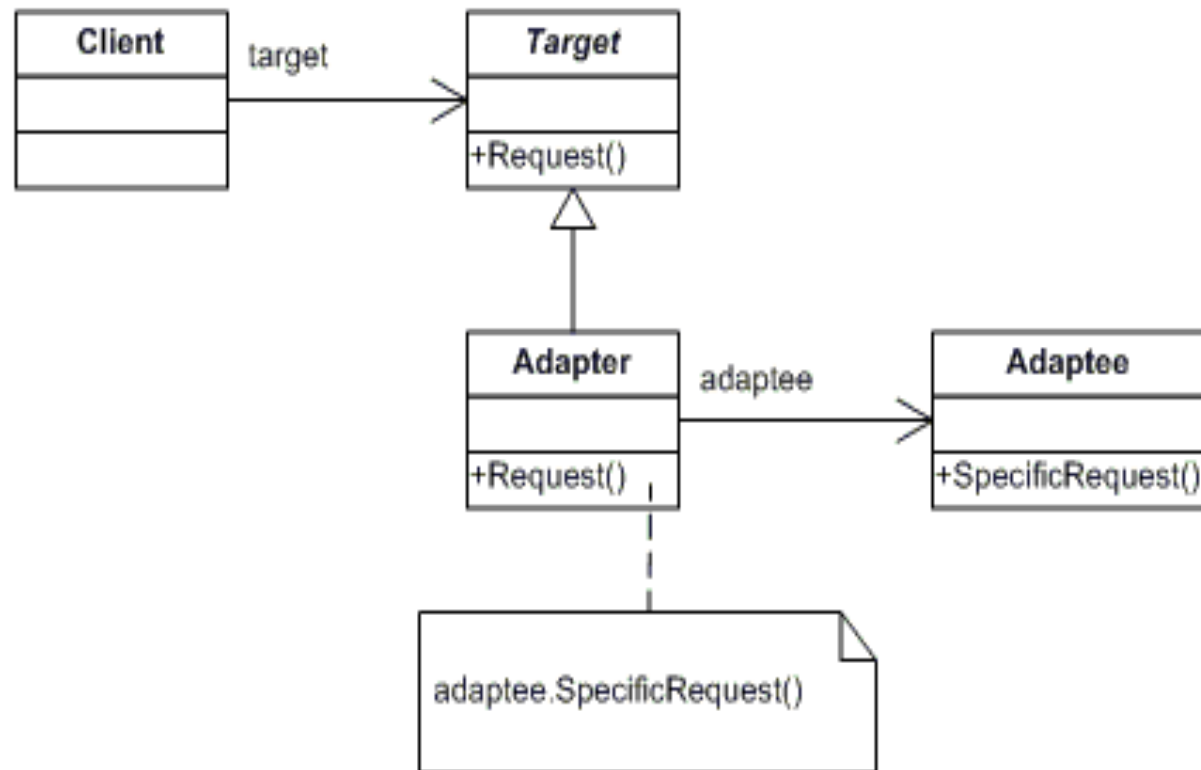 Client
target
Target
+Request()
Adapter
adaptee
Adaptee
+Request()
+SpecificRequest()
adaptee.SpecificRequest()